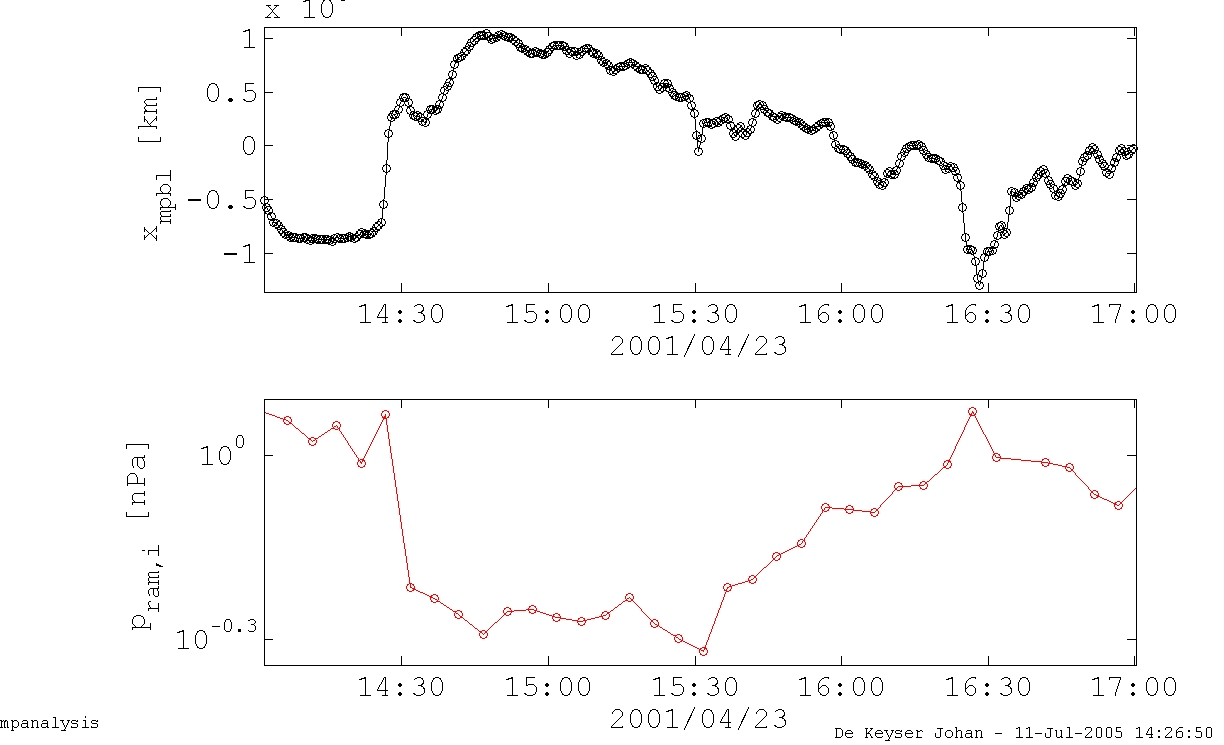 x 10
1
0.5
0
-0.5
-1
x_mpbl [km]
14:30 15:00 15:30 16:00 16:30 17:00
2001/04/23
10^0
10^-0.3
p_ram,i [nPa]
14:30 15:00 15:30 16:00 16:30 17:00
2001/04/23
mpanalysis
De Keyser Johan - 11-Jul-2005 14:26:50